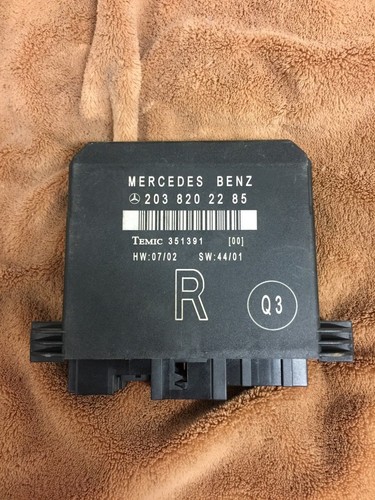 MERCEDES BENZ
203 820 22 85
TEMIC 351391 [00]
HW:07/02 SW:44/01
R
Q3